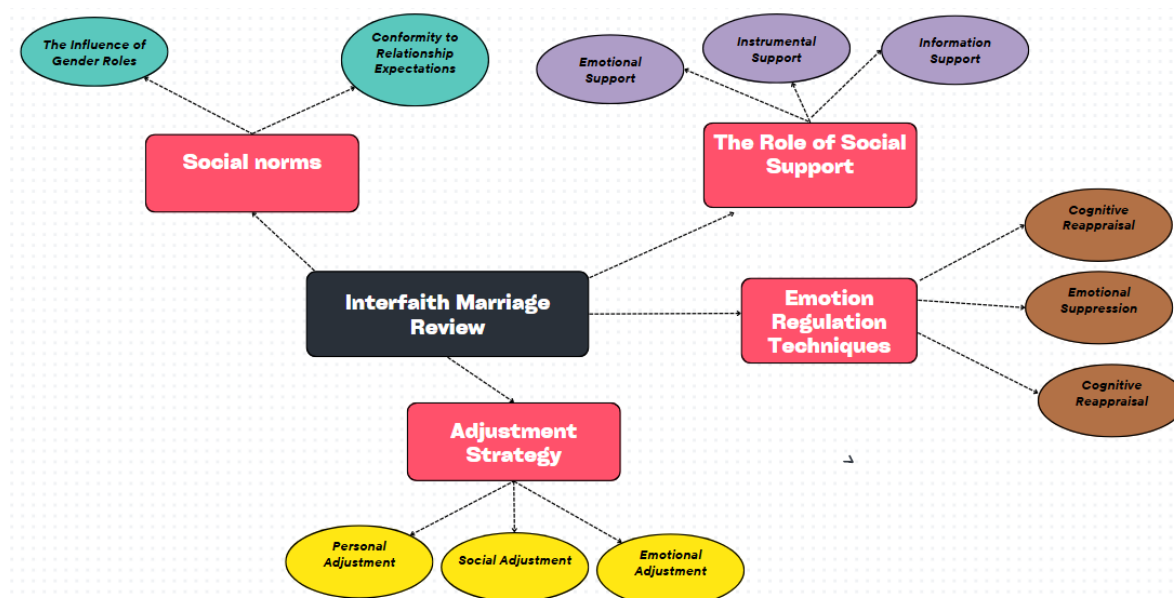 The Influence of
Gender Roles
Conformity to
Relationship
Expectations
Emotional
Support
Instrumental
Support
Information
Support
Social norms
The Role of Social
Support
Cognitive
Reappraisal
Interfaith Marriage
Review
Emotion
Regulation
Techniques
Emotional
Suppression
Cognitive
Reappraisal
Adjustment
Strategy
Personal
Adjustment
Social Adjustment
Emotional
Adjustment